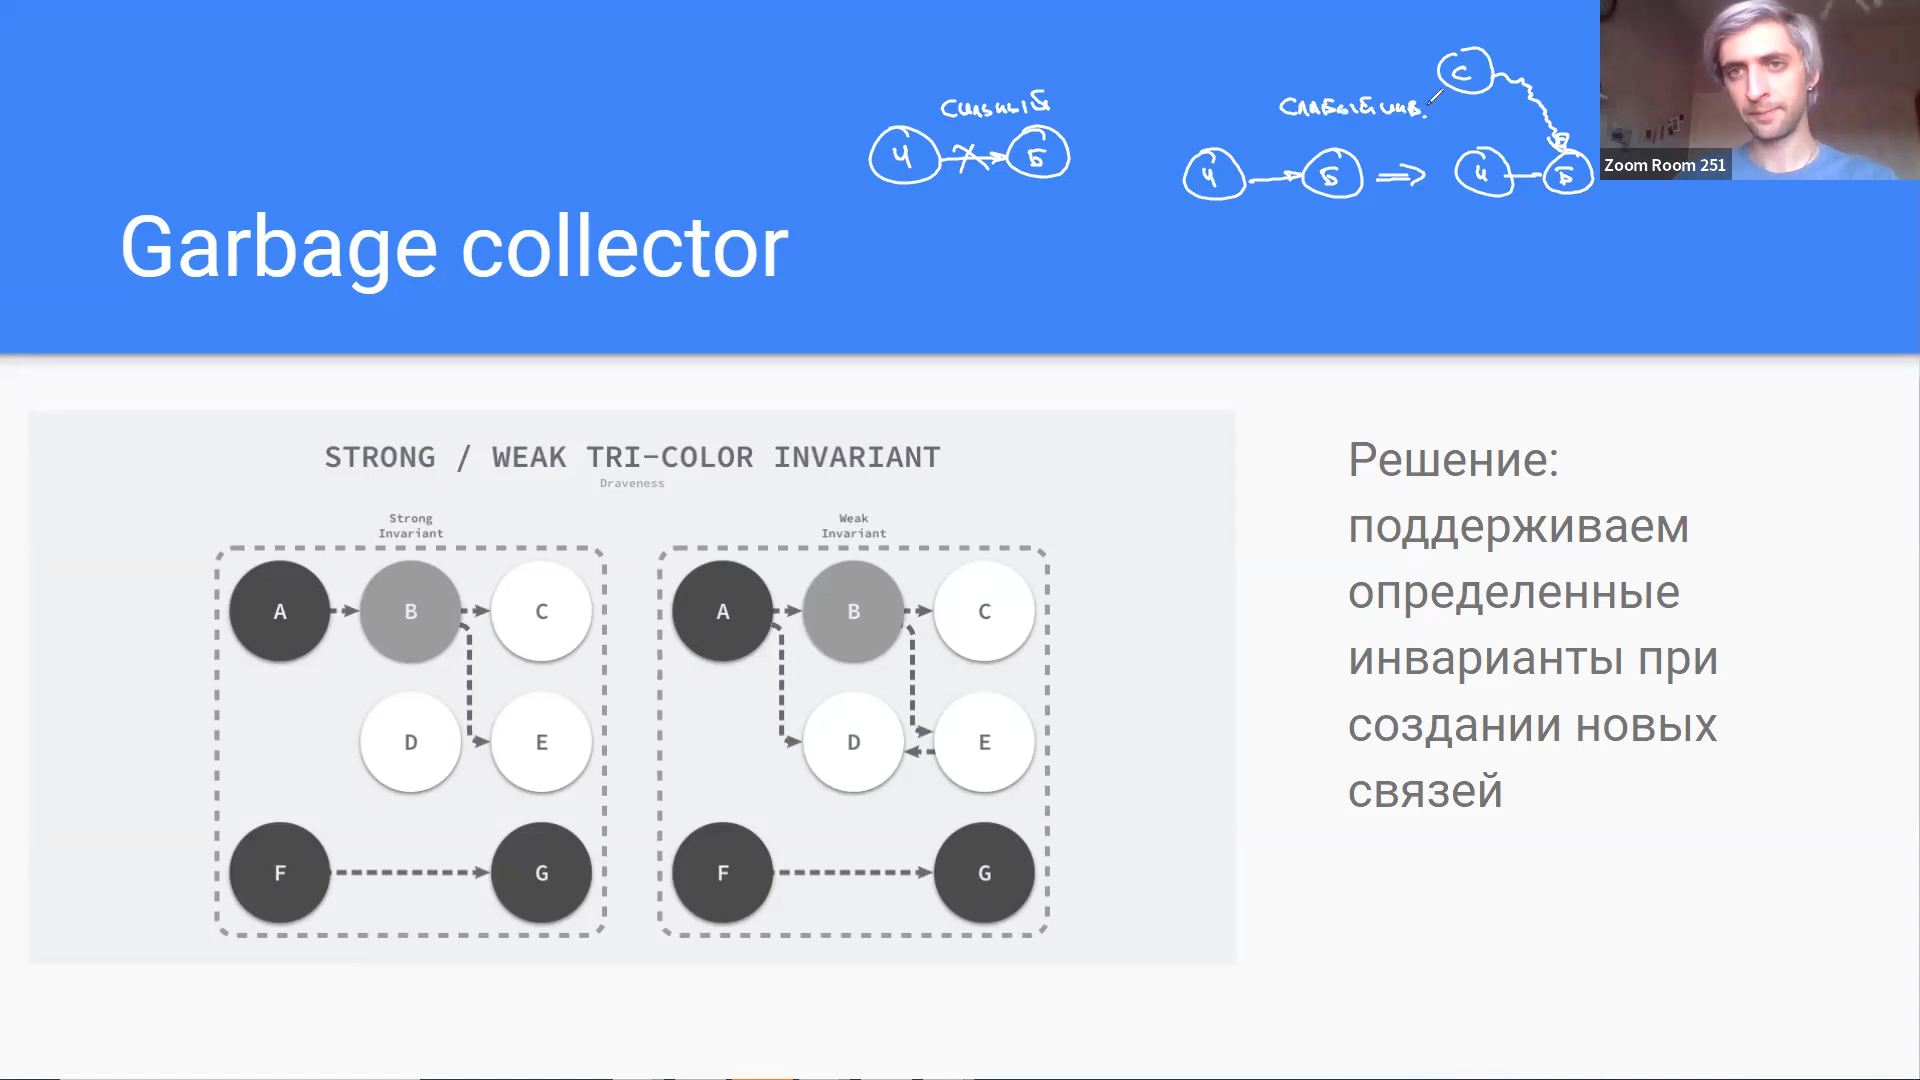 Сильный
Ч Б
Слабый инв.
С
Ч Б Ч Б
Zoom Room 251
Garbage collector
STRONG / WEAK TRI-COLOR INVARIANT
Draveness
Strong
Invariant
Weak
Invariant
A B C
D E
F G
A B C
D E
F G
Решение:
поддерживаем
определенные
инварианты при
создании новых
связей